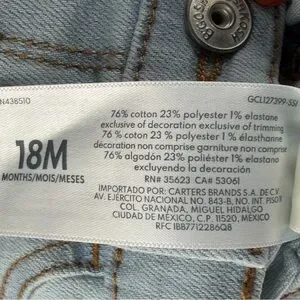 N438510
GCLI27399-55
76% cotton 23% polyester 1% elastane
exclusive of decoration exclusive of trimming
76 % coton 23 % polyester 1 % élasthanne
décoration non comprise garniture non comprise
76% algodón 23% poliéster 1% elastano
excluyendo la decoración
18M
MONTHS/MOIS/MESES
RN# 35623 CA# 53061
IMPORTADO POR: CARTERS BRANDS S.A. DE C.V.
AV. EJERCITO NACIONAL NO. 843-B, NO. INT. PISO
COL. GRANADA, MIGUEL HIDALGO
CIUDAD DE MÉXICO, C.P. 11520, MÉXICO
RFC IBB7712286Q8